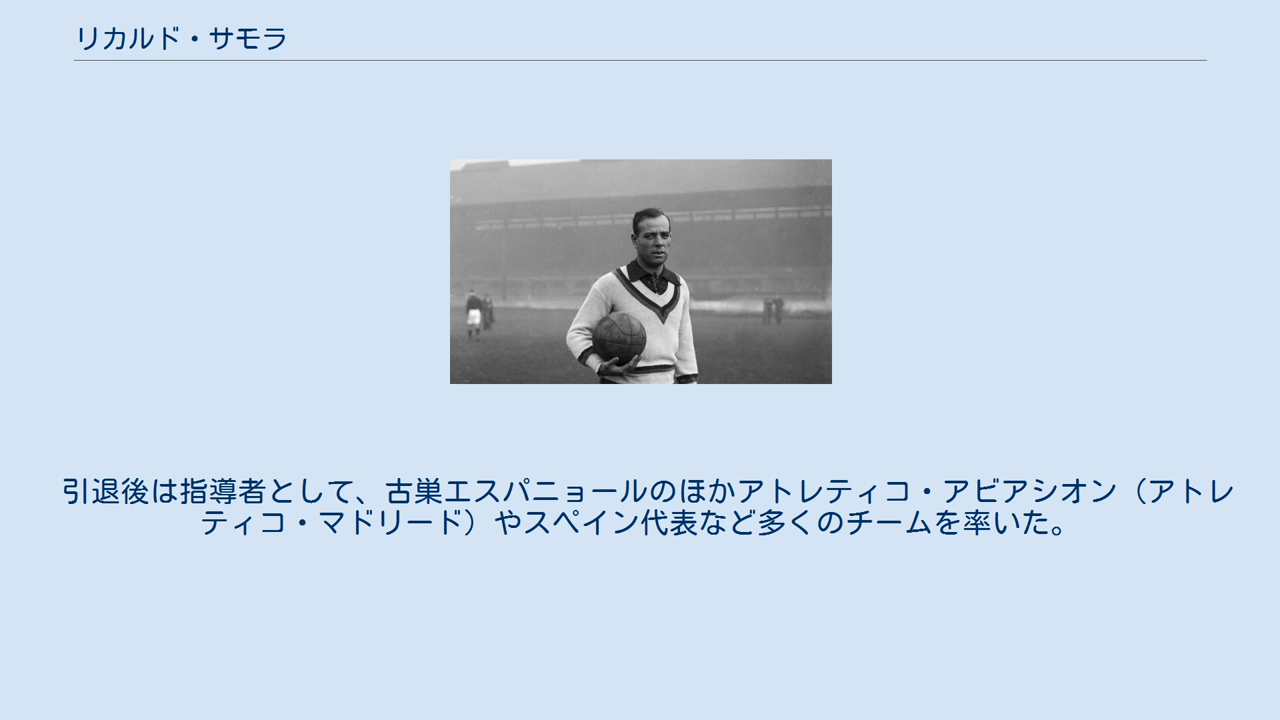 リカルド・サモラ
引退後は指導者として、古巣エスパニョールのほかアトレティコ・アビアシオン（アトレ
ティコ・マドリード）やスペイン代表など多くのチームを率いた。